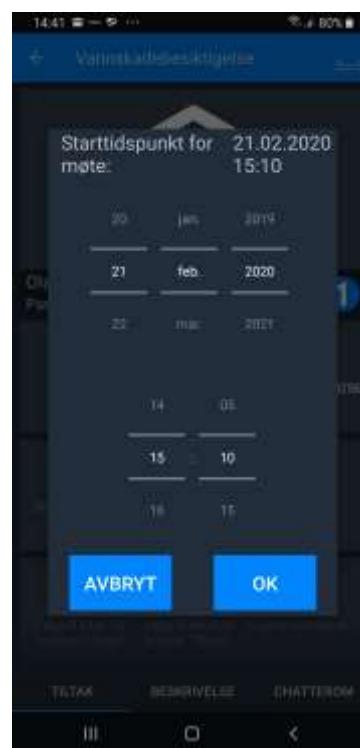 14:41
80%
Vannskadebesiktigelse
Starttidspunkt for møte:
21.02.2020 15:10
20. jan. 2019
21 feb. 2020
22. mar. 2021
14 05
15 : 10
16 15
AVBRYT OK
TILTAK BESKRIVELSE CHATTEROM